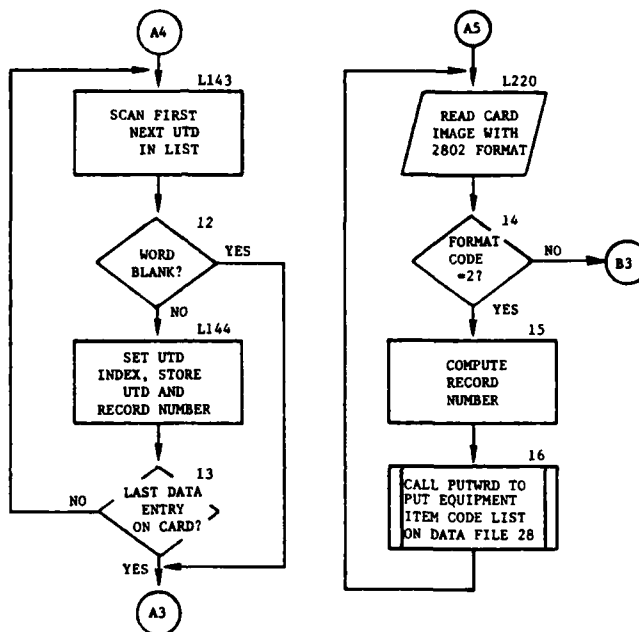 A4
L143
SCAN FIRST
NEXT UTD
IN LIST
12
WORD
BLANK?
YES
NO
L144
SET UTD
INDEX, STORE
UTD AND
RECORD NUMBER
13
LAST DATA
ENTRY
ON CARD?
NO
YES
A3
A5
L220
READ CARD
IMAGE WITH
2802 FORMAT
14
FORMAT
CODE
=2?
NO
B3
YES
15
COMPUTE
RECORD
NUMBER
16
CALL PUTWRD TO
PUT EQUIPMENT
ITEM CODE LIST
ON DATA FILE 28